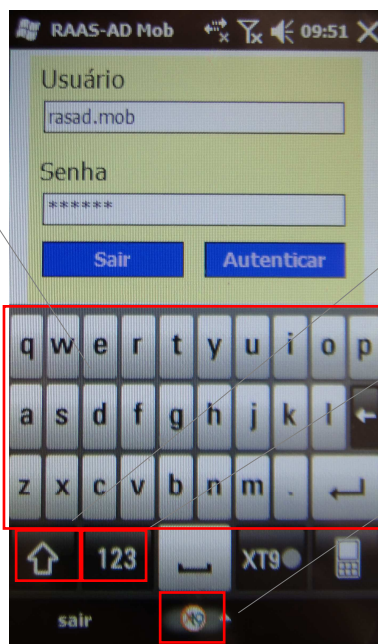 RAAS-AD Mob 09:51
Usuário
rasad.mob
Senha
******
Sair Autenticar
q w e r t y u i o p
a s d f g h j k l
z x c v b n m .
123 XT9
sair